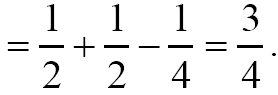 = 1/2 + 1/2 − 1/4 = 3/4 .